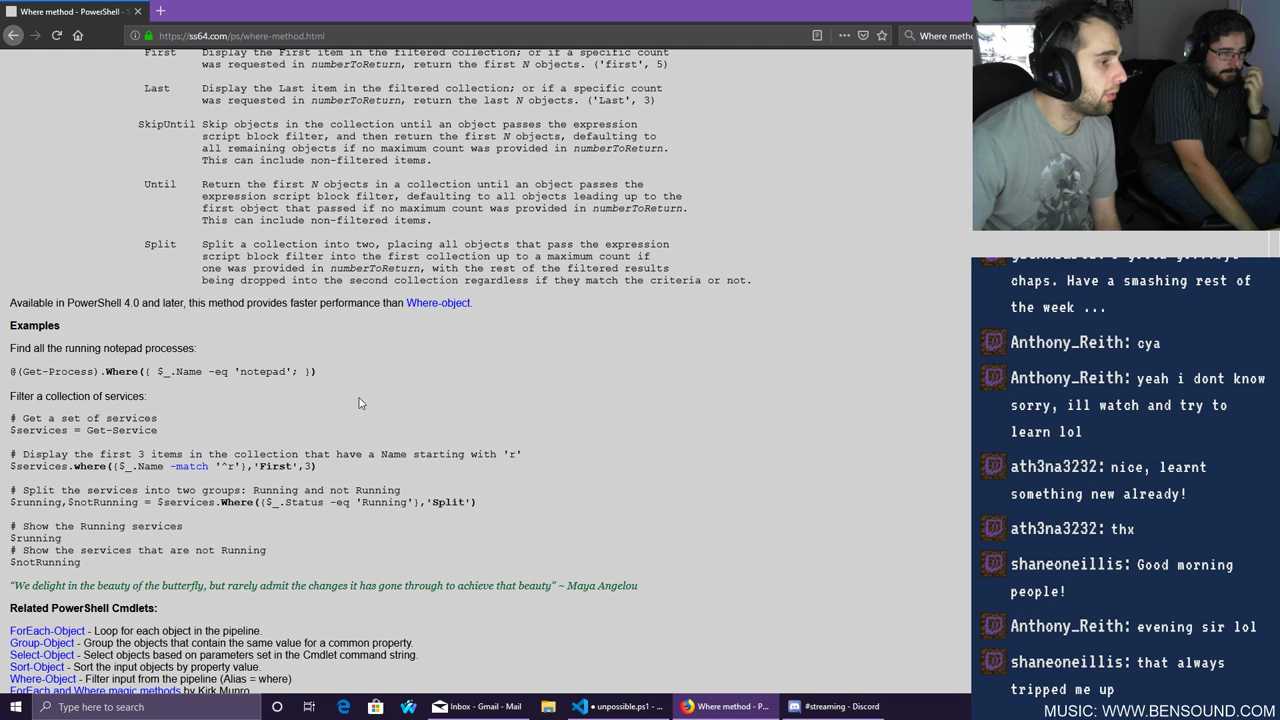 Where method - PowerShell - S
https://ss64.com/ps/where-method.html
Where metho
First Display the First item in the filtered collection; or if a specific count
was requested in numberToReturn, return the first N objects. ('first', 5)
Last Display the Last item in the filtered collection; or if a specific count
was requested in numberToReturn, return the last N objects. ('Last', 3)
SkipUntil Skip objects in the collection until an object passes the expression
script block filter, and then return the first N objects, defaulting to
all remaining objects if no maximum count was provided in numberToReturn.
This can include non-filtered items.
Until Return the first N objects in a collection until an object passes the
expression script block filter, defaulting to all objects leading up to the
first object that passed if no maximum count was provided in numberToReturn.
This can include non-filtered items.
Split Split a collection into two, placing all objects that pass the expression
script block filter into the first collection up to a maximum count if
one was provided in numberToReturn, with the rest of the filtered results
being dropped into the second collection regardless if they match the criteria or not.
Available in PowerShell 4.0 and later, this method provides faster performance than Where-object.
Examples
Find all the running notepad processes:
@(Get-Process).Where({ $_.Name -eq 'notepad'; })
Filter a collection of services:
# Get a set of services
$services = Get-Service
# Display the first 3 items in the collection that have a Name starting with 'r'
$services.where({$_.Name -match '^r'},'First',3)
# Split the services into two groups: Running and not Running
$running,$notRunning = $services.Where({$_.Status -eq 'Running'},'Split')
# Show the Running services
$running
# Show the services that are not Running
$notRunning
“We delight in the beauty of the butterfly, but rarely admit the changes it has gone through to achieve that beauty” ~ Maya Angelou
Related PowerShell Cmdlets:
ForEach-Object - Loop for each object in the pipeline.
Group-Object - Group the objects that contain the same value for a common property.
Select-Object - Select objects based on parameters set in the Cmdlet command string.
Sort-Object - Sort the input objects by property value.
Where-Object - Filter input from the pipeline (Alias = where)
ForEach and Where magic methods by Kirk Munro
chaps. Have a smashing rest of
the week ...
Anthony_Reith: cya
Anthony_Reith: yeah i dont know
sorry, ill watch and try to
learn lol
ath3na3232: nice, learnt
something new already!
ath3na3232: thx
shaneoneillis: Good morning
people!
Anthony_Reith: evening sir lol
shaneoneillis: that always
tripped me up
MUSIC: WWW.BENSOUND.COM
Type here to search
Inbox - Gmail - Mail
● unpossible.ps1 - ...
Where method - P...
#streaming - Discord